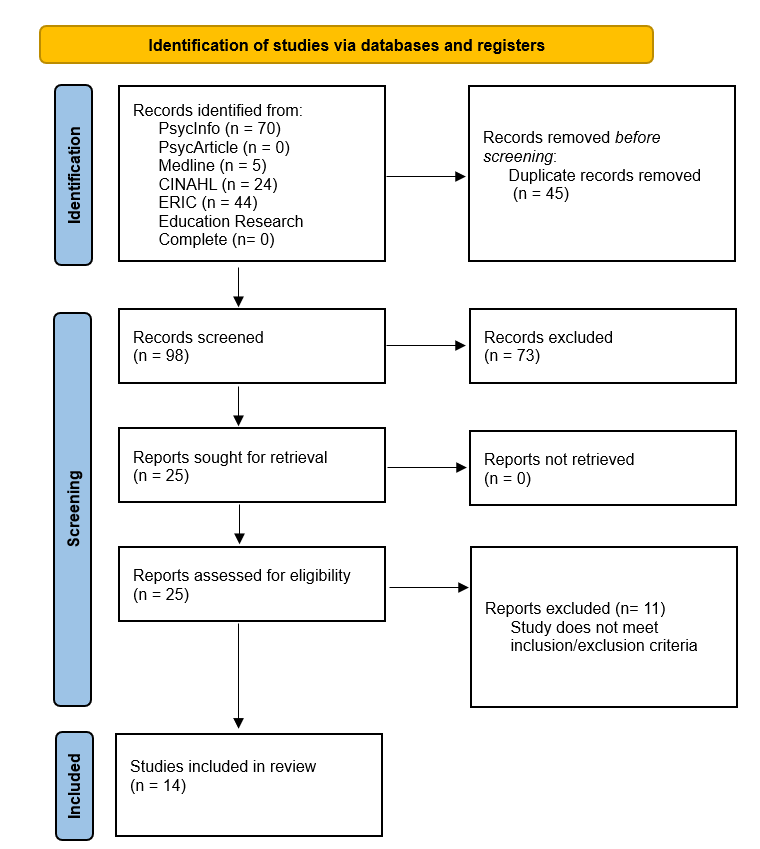 Identification of studies via databases and registers
Identification
Records identified from:
PsycInfo (n = 70)
PsycArticle (n = 0)
Medline (n = 5)
CINAHL (n = 24)
ERIC (n = 44)
Education Research
Complete (n= 0)
Records removed before
screening:
Duplicate records removed
(n = 45)
Screening
Records screened
(n = 98)
Records excluded
(n = 73)
Reports sought for retrieval
(n = 25)
Reports not retrieved
(n = 0)
Reports assessed for eligibility
(n = 25)
Reports excluded (n= 11)
Study does not meet
inclusion/exclusion criteria
Included
Studies included in review
(n = 14)